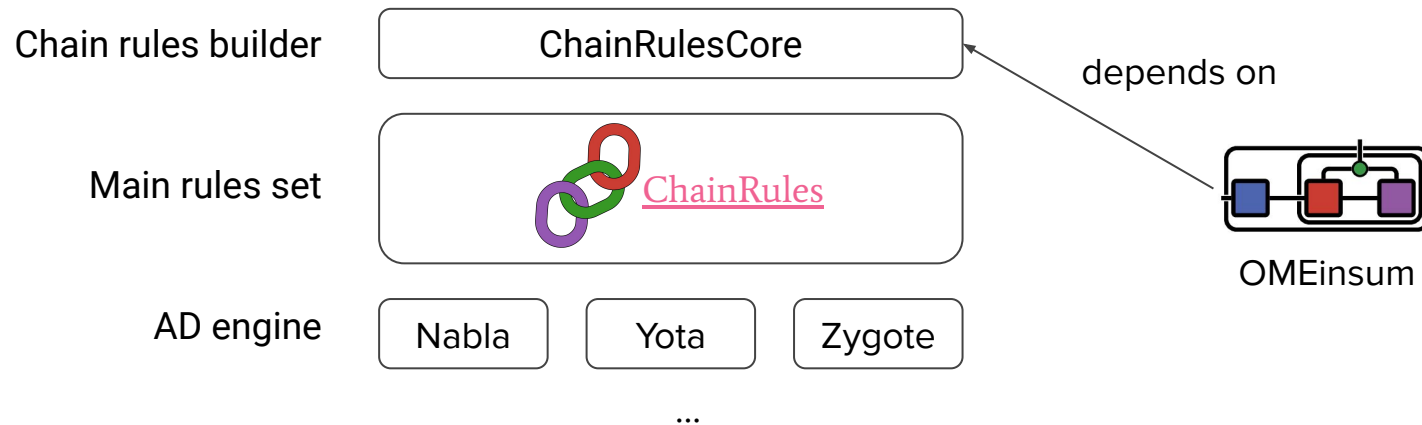 Chain rules builder
ChainRulesCore
depends on
Main rules set
ChainRules
OMEinsum
AD engine
Nabla
Yota
Zygote
...